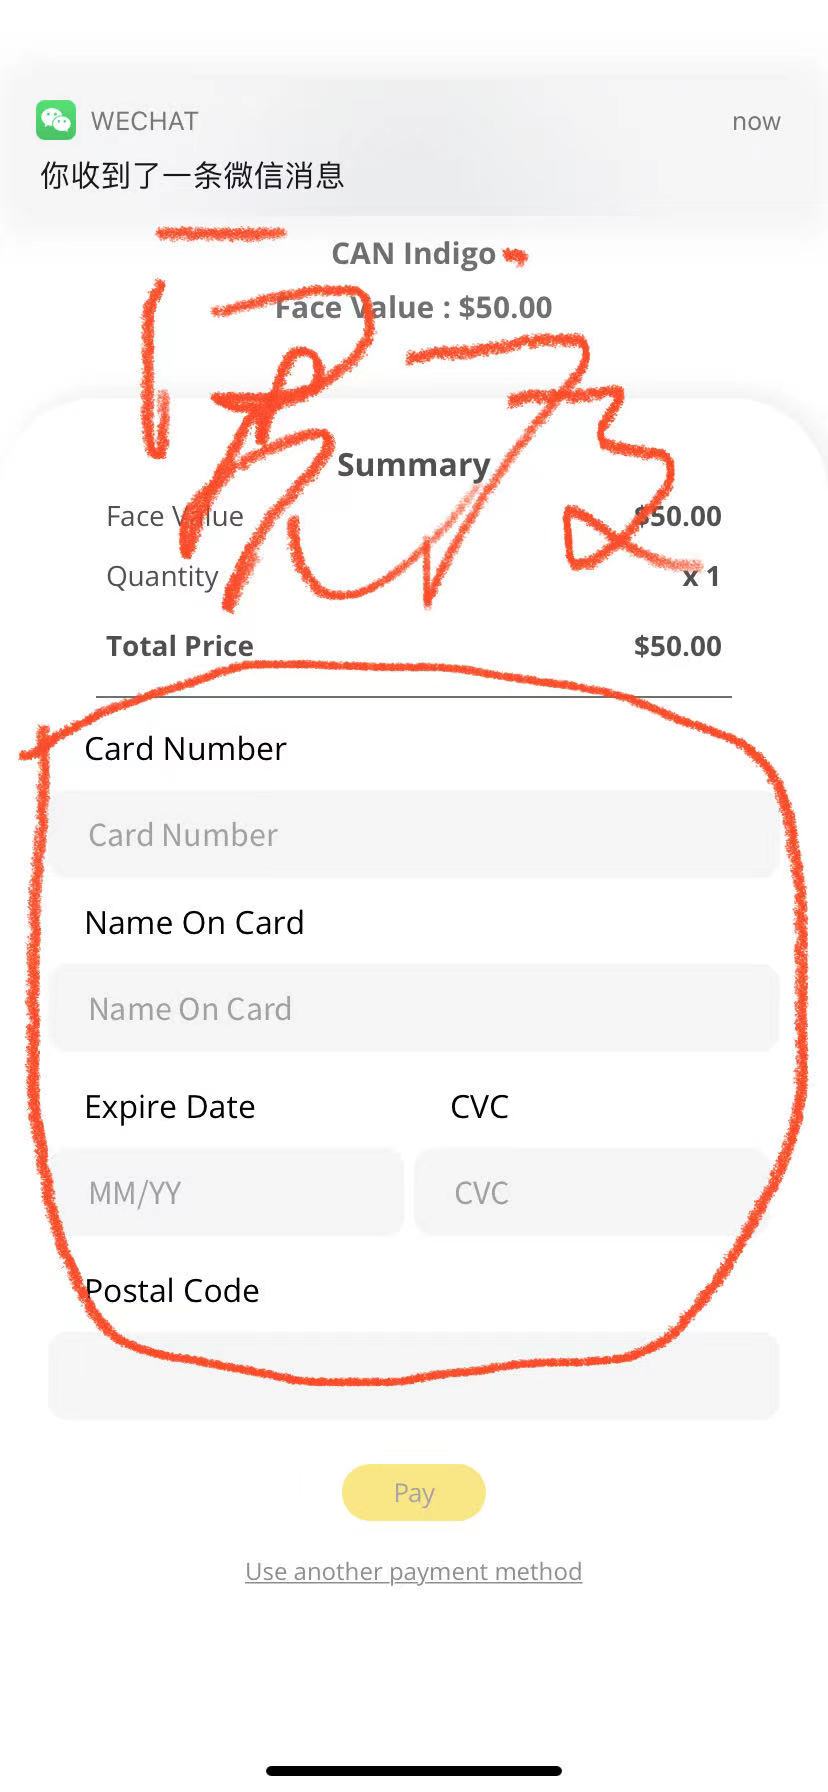 WECHAT now
你收到了一条微信消息
CAN Indigo
Face Value : $50.00
Summary
Face Value $50.00
Quantity x 1
Total Price $50.00
Card Number
Card Number
Name On Card
Name On Card
Expire Date CVC
MM/YY CVC
Postal Code
Pay
Use another payment method